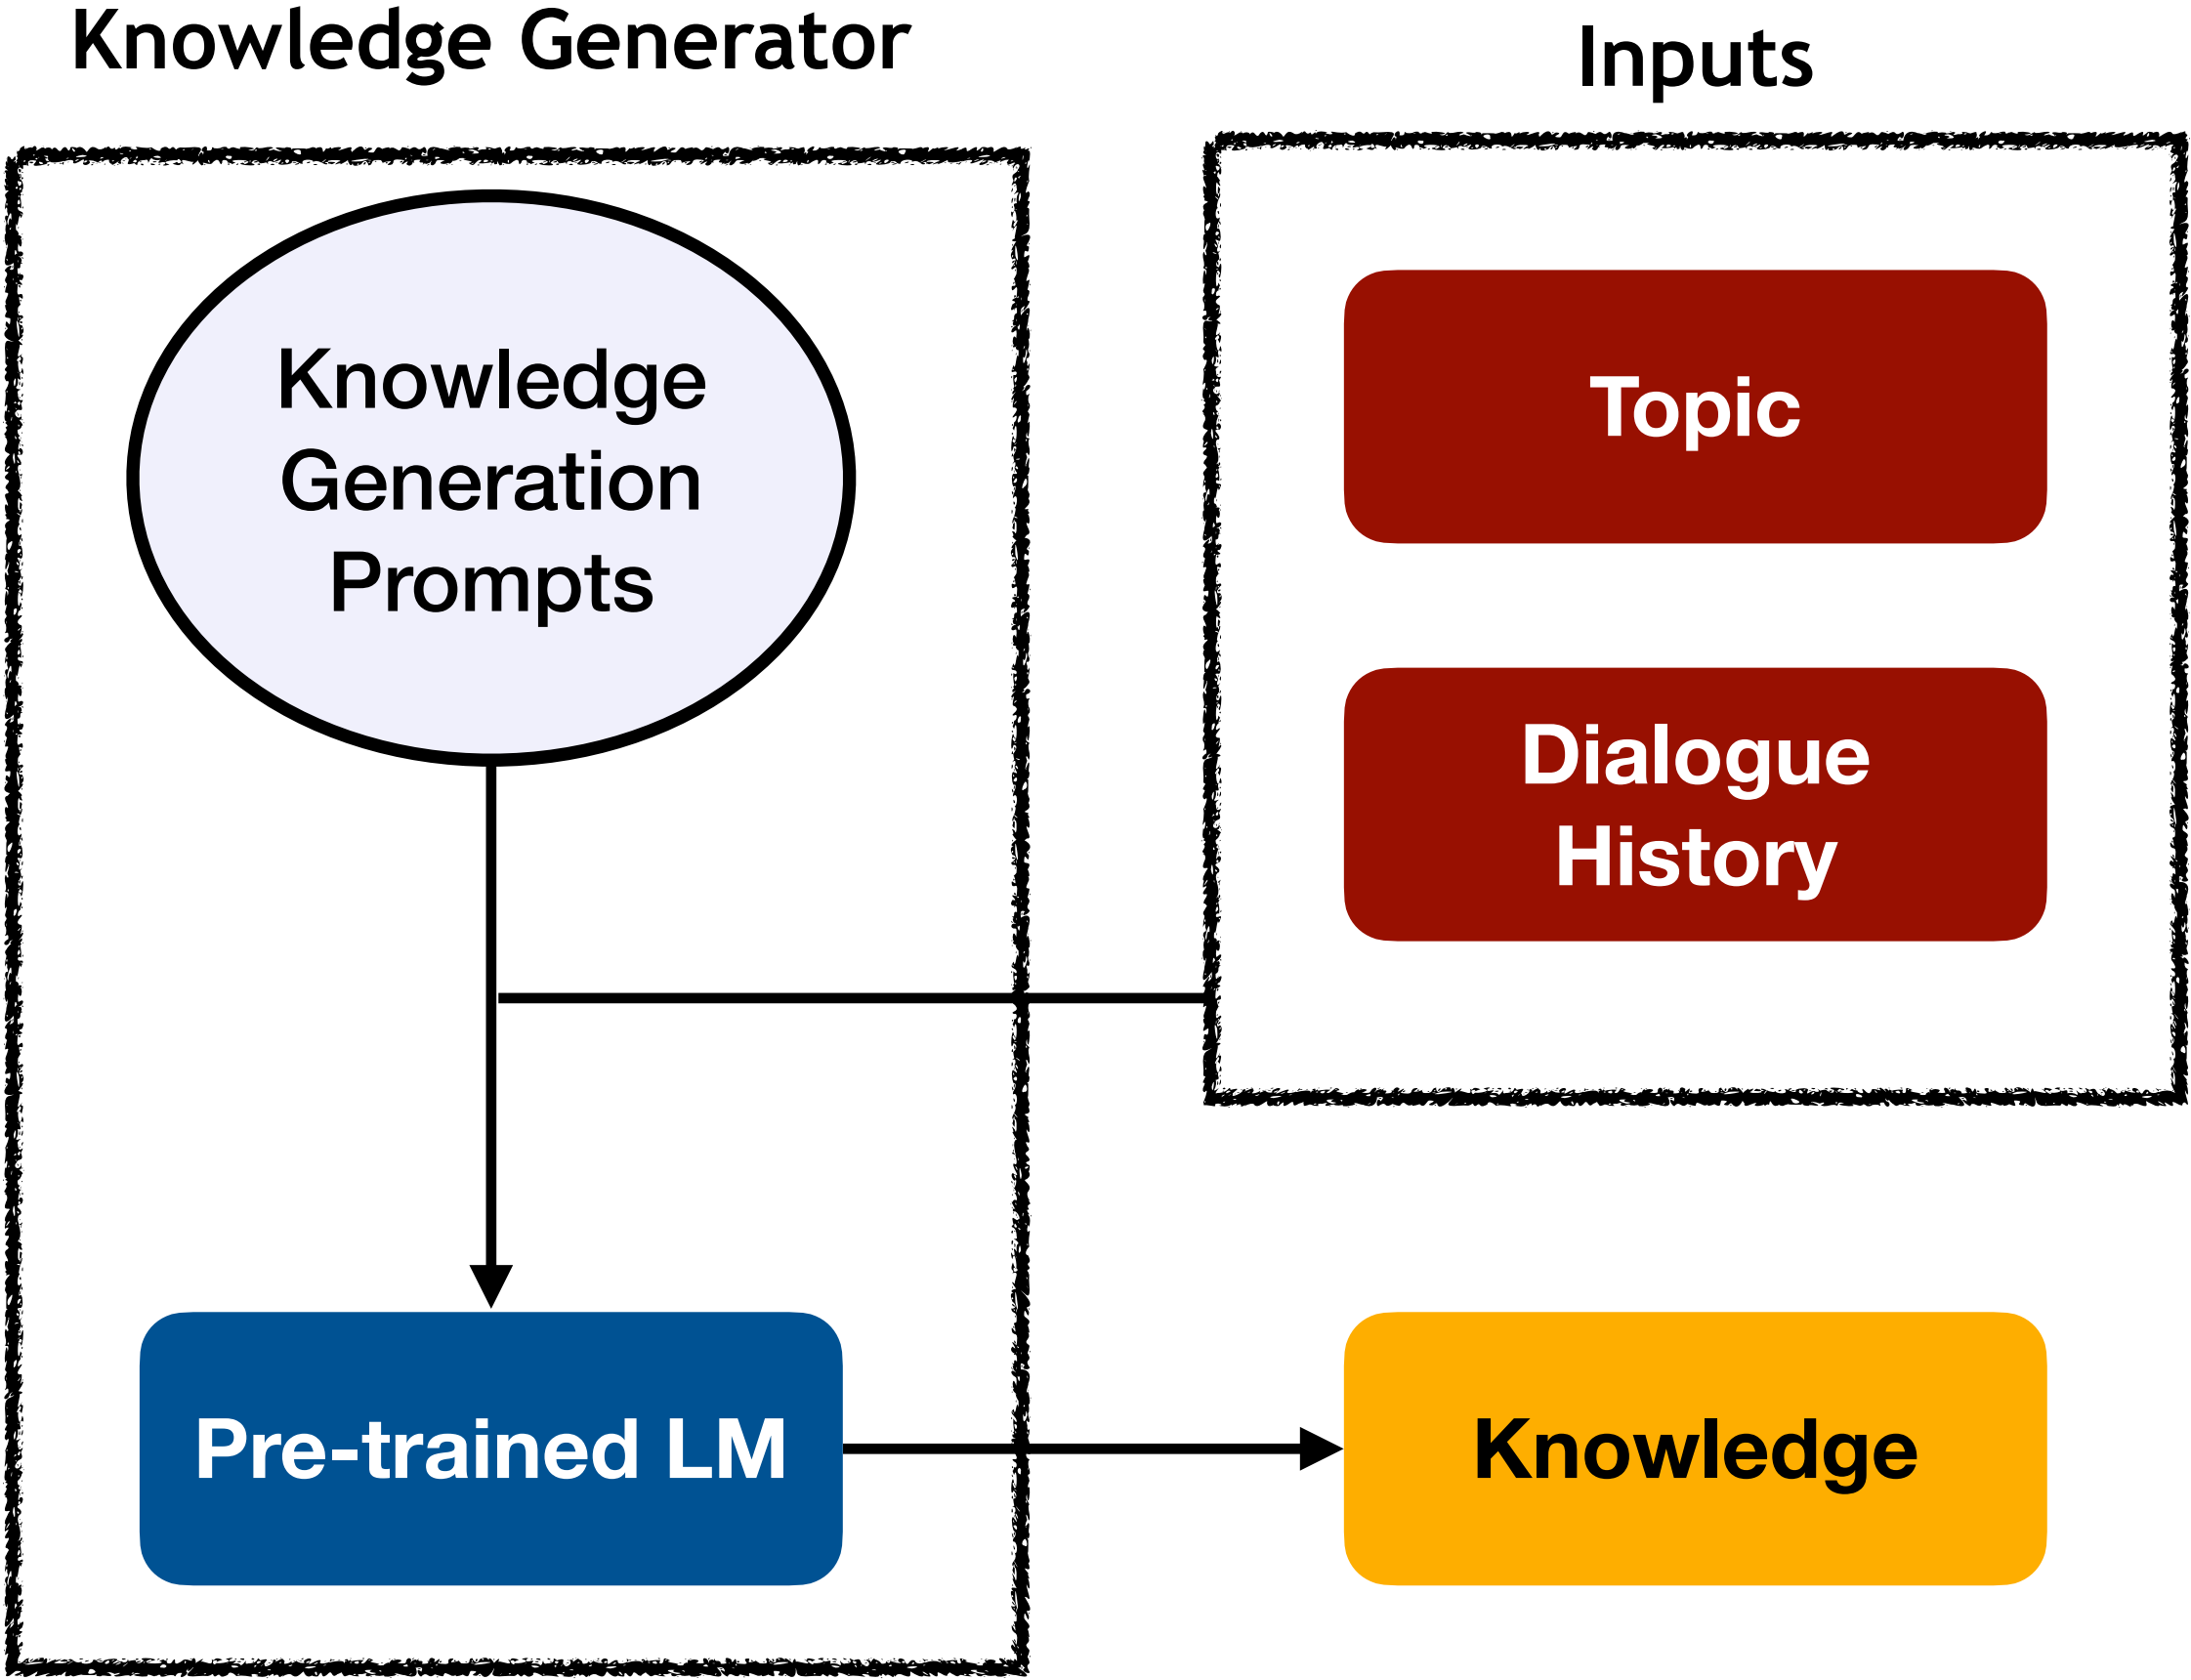 Knowledge Generator
Knowledge
Generation
Prompts
Pre-trained LM
Inputs
Topic
Dialogue
History
Knowledge